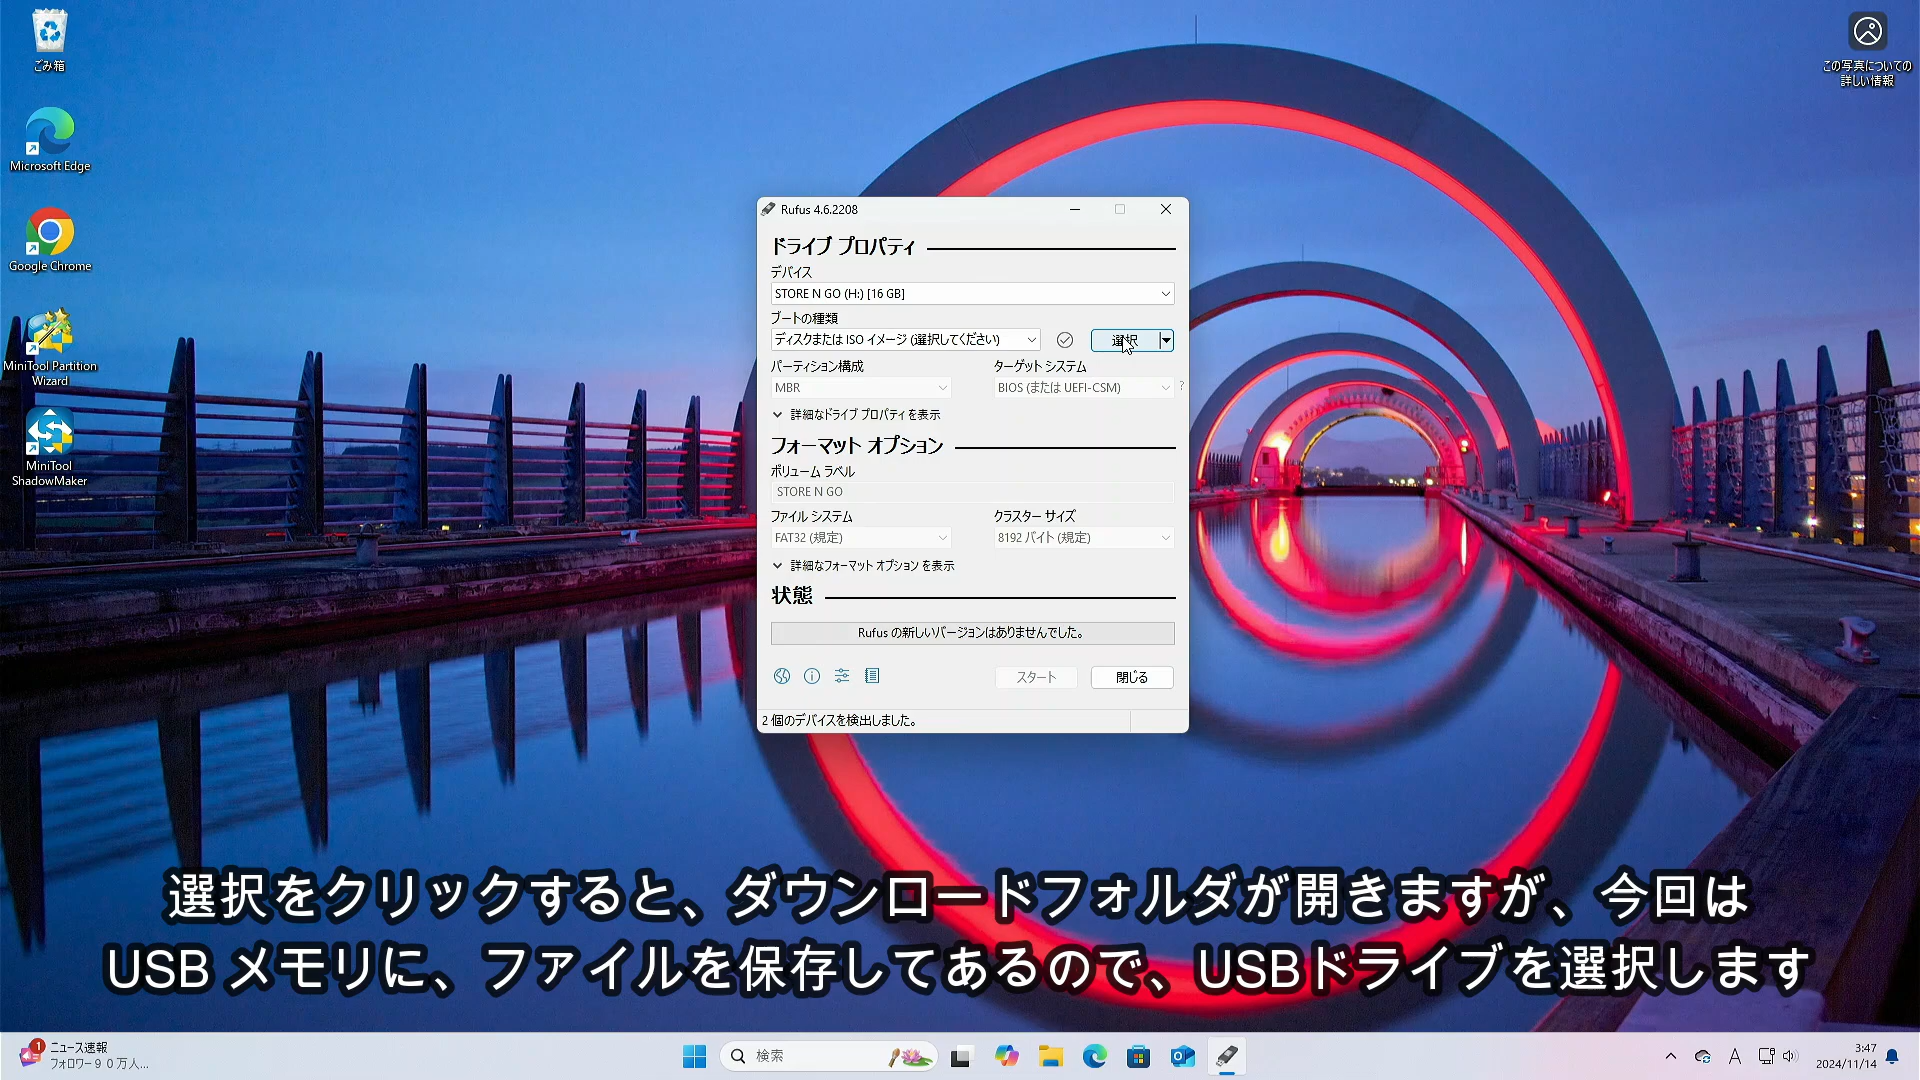 ごみ箱
Microsoft Edge
Google Chrome
MiniTool Partition
Wizard
MiniTool
ShadowMaker
この写真についての
詳しい情報
Rufus 4.6.2208
ドライブ プロパティ
デバイス
STORE N GO (H:) [16 GB]
ブートの種類
ディスクまたは ISO イメージ (選択してください)
選択
パーティション構成
ターゲット システム
MBR
BIOS (または UEFI-CSM)
?
詳細なドライブ プロパティを表示
フォーマット オプション
ボリューム ラベル
STORE N GO
ファイル システム
クラスター サイズ
FAT32 (規定)
8192 バイト (規定)
詳細なフォーマット オプション を表示
状態
Rufus の新しいバージョンはありませんでした。
スタート
閉じる
2 個のデバイスを検出しました。
選択をクリックすると、ダウンロードフォルダが開きますが、今回は
USB メモリに、ファイルを保存してあるので、USBドライブを選択します
1
ニュース速報
フォロワー９０万人...
検索
A
3:47
2024/11/14